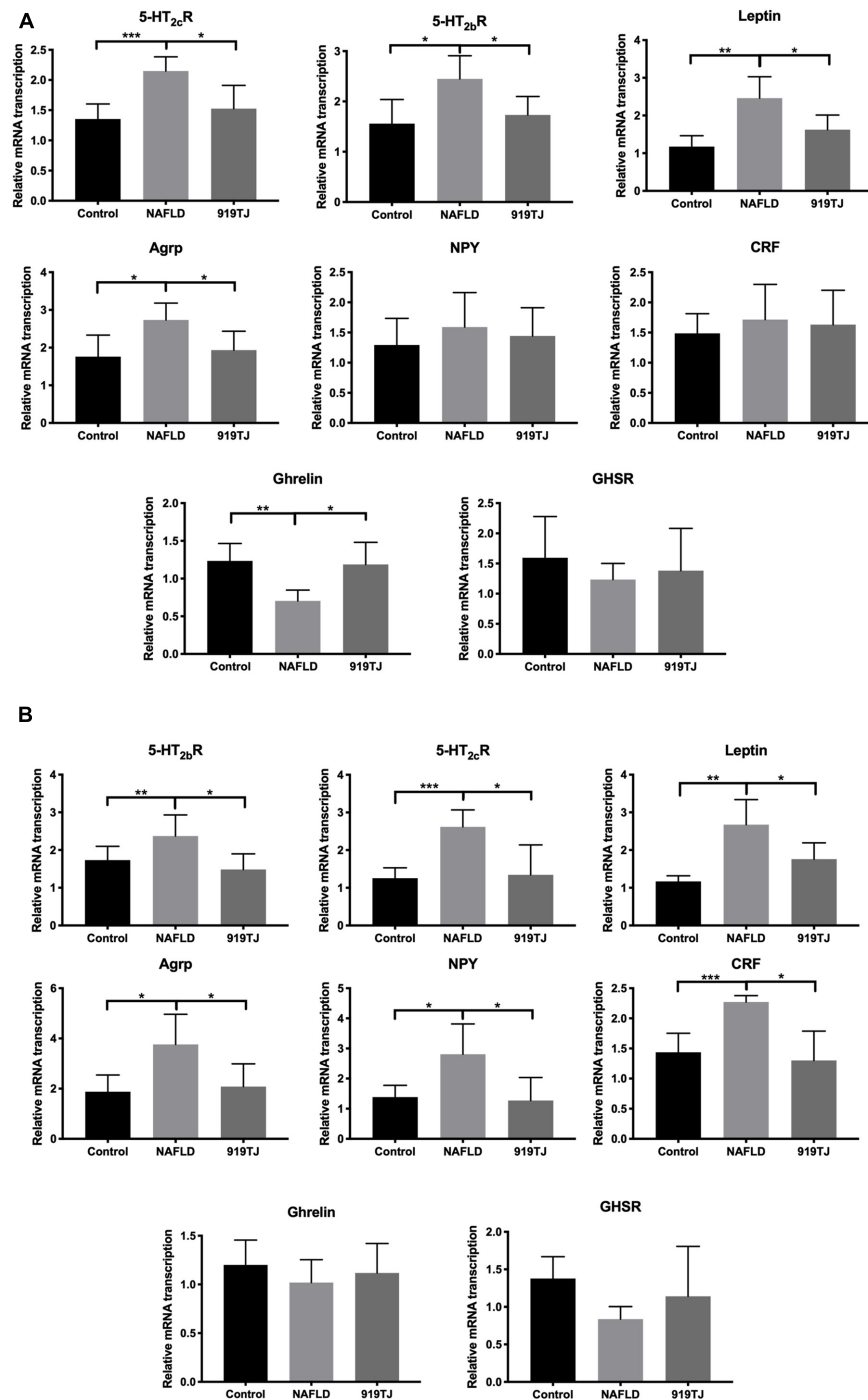 A
5-HT2cR
5-HT2bR
Leptin
*** *
* *
** *
Relative mRNA transcription
2.5
2.0
1.5
1.0
0.5
0.0
Control NAFLD 919TJ
Relative mRNA transcription
3
2
1
0
Control NAFLD 919TJ
Relative mRNA transcription
4
3
2
1
0
Control NAFLD 919TJ
Agrp
NPY
CRF
* *
Relative mRNA transcription
4
3
2
1
0
Control NAFLD 919TJ
Relative mRNA transcription
2.5
2.0
1.5
1.0
0.5
0.0
Control NAFLD 919TJ
Relative mRNA transcription
2.5
2.0
1.5
1.0
0.5
0.0
Control NAFLD 919TJ
Ghrelin
GHSR
** *
Relative mRNA transcription
2.0
1.5
1.0
0.5
0.0
Control NAFLD 919TJ
Relative mRNA transcription
2.5
2.0
1.5
1.0
0.5
0.0
Control NAFLD 919TJ
B
5-HT2bR
5-HT2cR
Leptin
** *
*** *
** *
Relative mRNA transcription
4
3
2
1
0
Control NAFLD 919TJ
Relative mRNA transcription
4
3
2
1
0
Control NAFLD 919TJ
Relative mRNA transcription
4
3
2
1
0
Control NAFLD 919TJ
Agrp
NPY
CRF
* *
* *
*** *
Relative mRNA transcription
6
4
2
0
Control NAFLD 919TJ
Relative mRNA transcription
5
4
3
2
1
0
Control NAFLD 919TJ
Relative mRNA transcription
2.5
2.0
1.5
1.0
0.5
0.0
Control NAFLD 919TJ
Ghrelin
GHSR
Relative mRNA transcription
1.5
1.0
0.5
0.0
Control NAFLD 919TJ
Relative mRNA transcription
2.0
1.5
1.0
0.5
0.0
Control NAFLD 919TJ